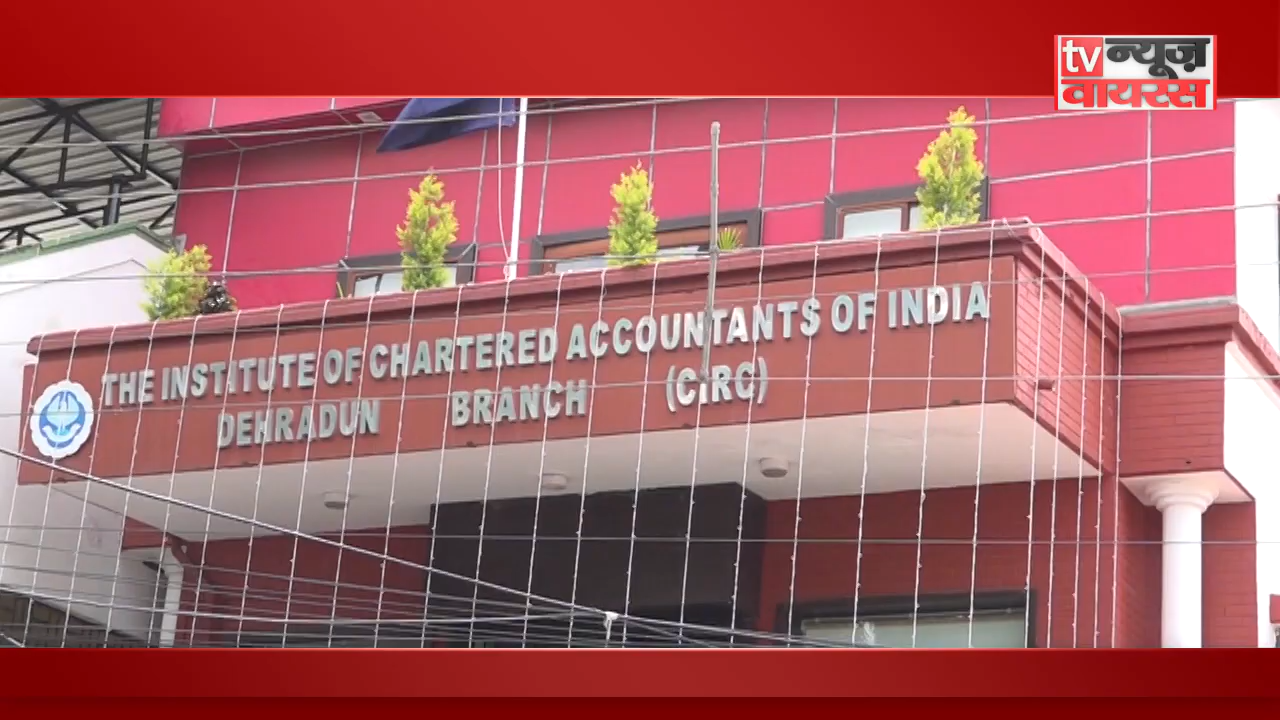 tv न्यूज़
वायरस
THE INSTITUTE OF CHARTERED ACCOUNTANTS OF INDIA
DEHRADUN BRANCH (CIRC)